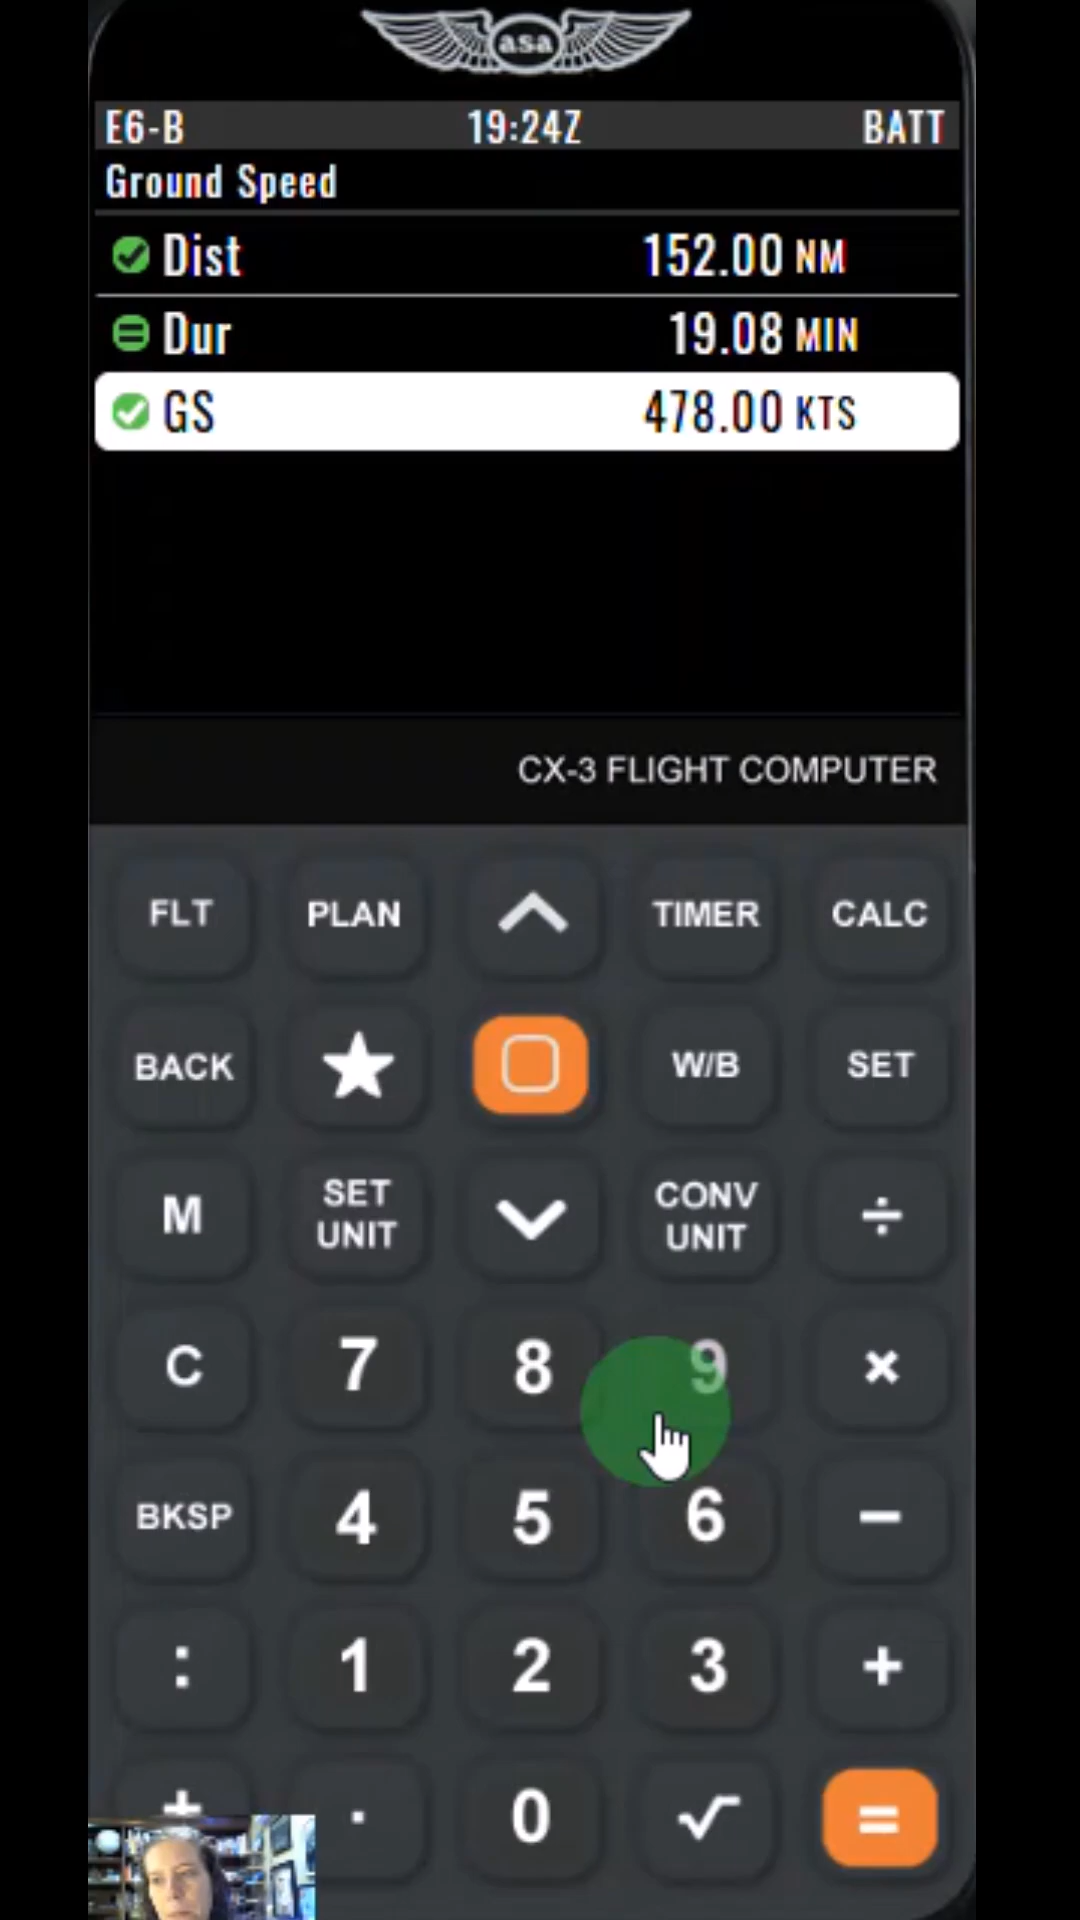 asa
E6-B 19:24Z BATT
Ground Speed
Dist 152.00 NM
Dur 19.08 MIN
GS 478.00 KTS
CX-3 FLIGHT COMPUTER
FLT PLAN TIMER CALC
BACK W/B SET
M SET UNIT CONV UNIT ÷
C 7 8 9 ×
BKSP 4 5 6 −
: 1 2 3 +
. 0 √ =